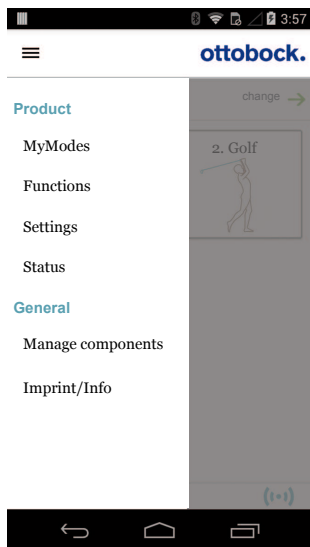 3:57
ottobock.
change
Product
MyModes
2. Golf
Functions
Settings
Status
General
Manage components
Imprint/Info